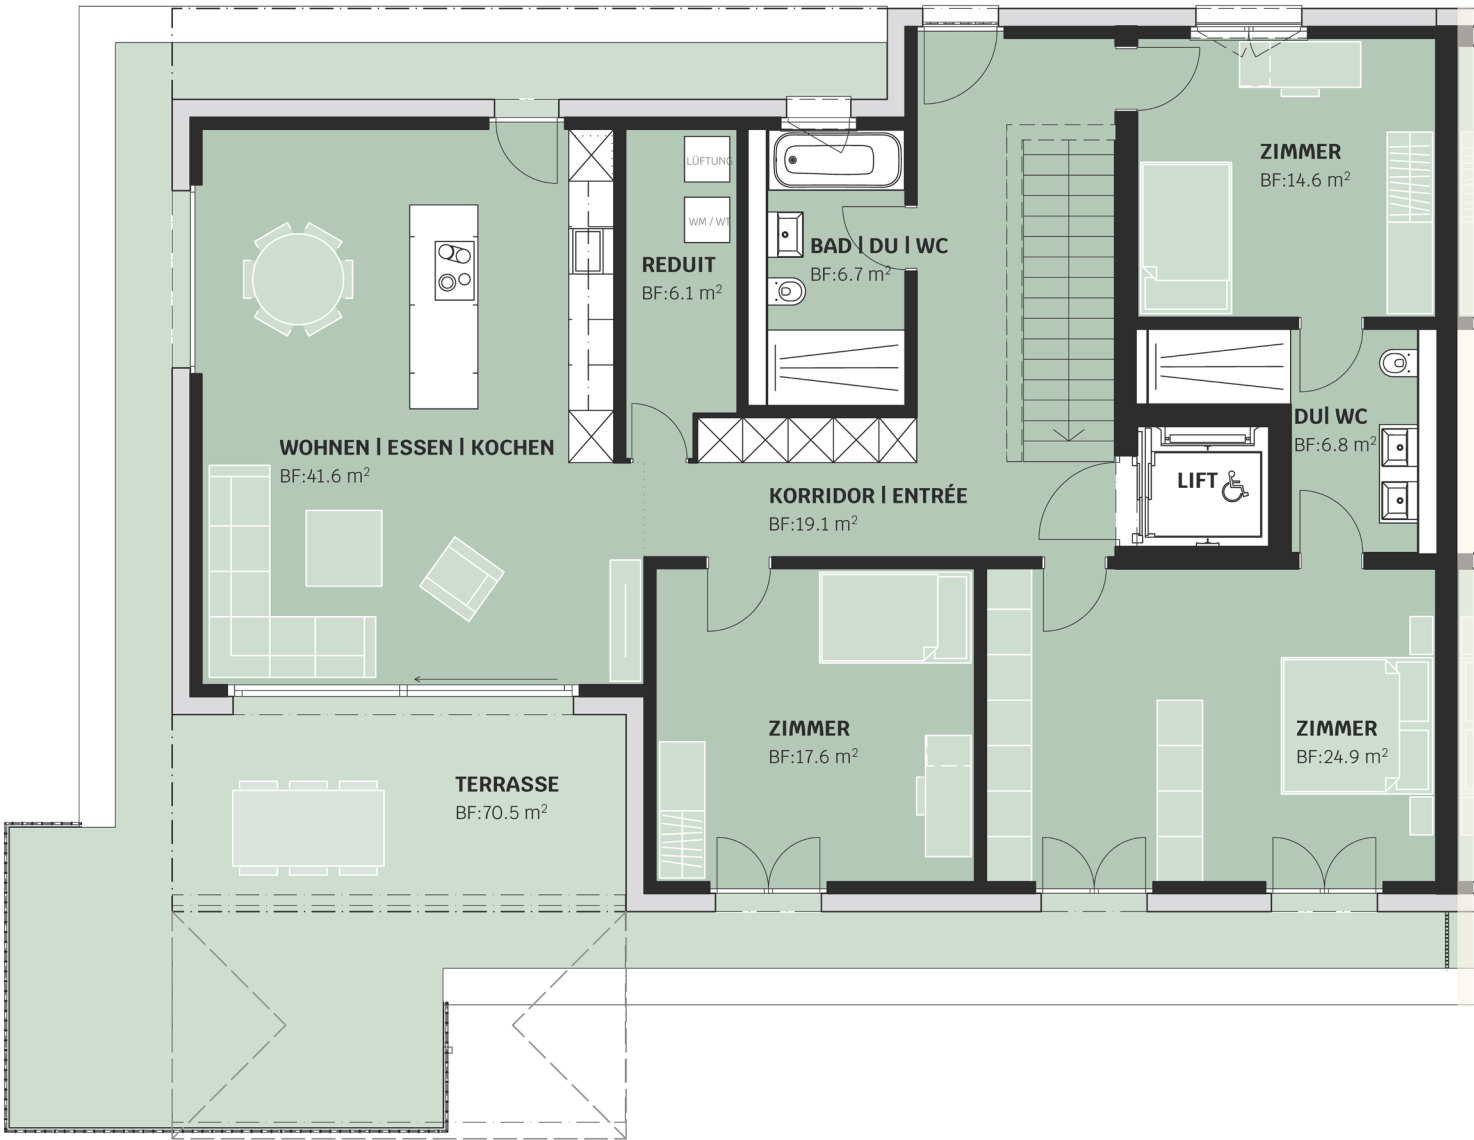 LÜFTUNG
WM / WT
ZIMMER
BF:14.6 m²
BAD | DU | WC
BF:6.7 m²
REDUIT
BF:6.1 m²
DU| WC
BF:6.8 m²
WOHNEN | ESSEN | KOCHEN
BF:41.6 m²
LIFT
KORRIDOR | ENTRÉE
BF:19.1 m²
ZIMMER
BF:17.6 m²
ZIMMER
BF:24.9 m²
TERRASSE
BF:70.5 m²